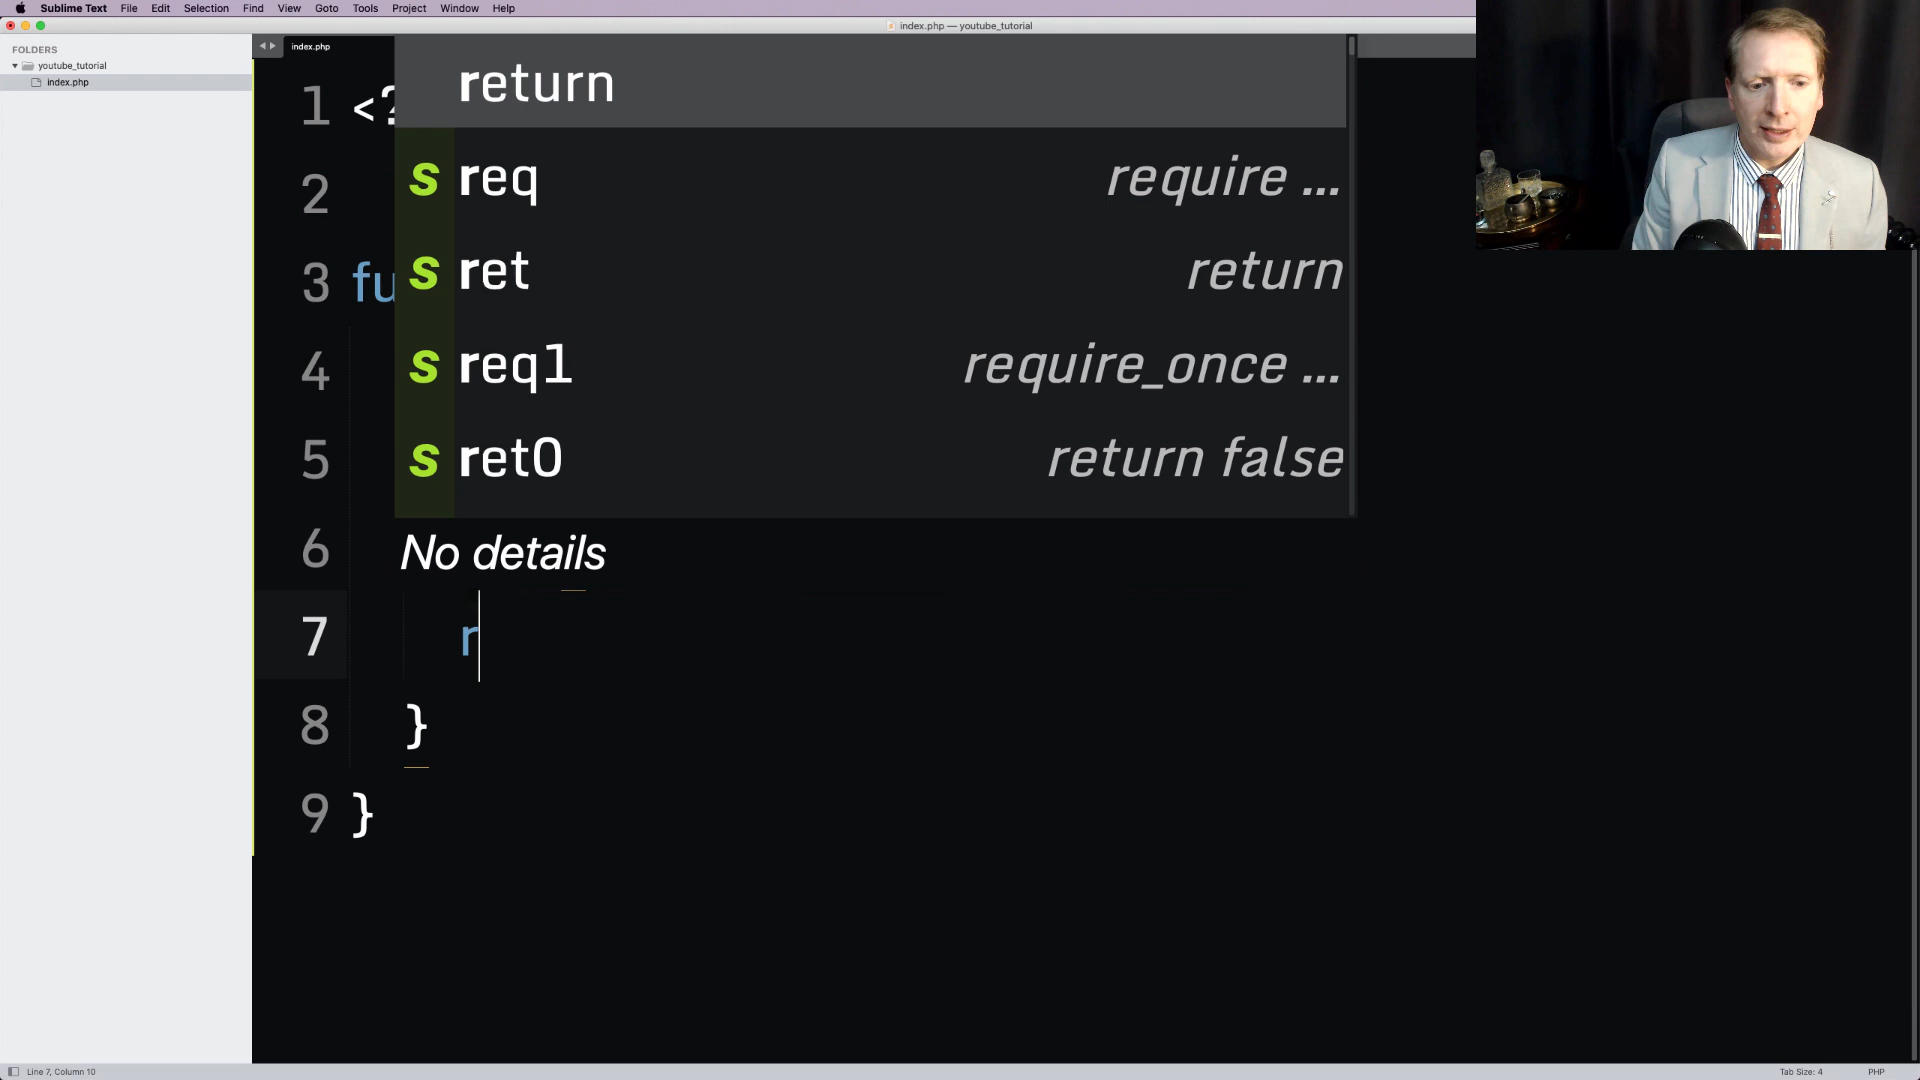 Sublime Text File Edit Selection Find View Goto Tools Project Window Help
index.php — youtube_tutorial
FOLDERS
youtube_tutorial
index.php
index.php
1 <?
2
3 fu
4
5
6
7 r
8 }
9 }
return
s req require ...
s ret return
s req1 require_once ...
s ret0 return false
No details
Line 7, Column 10
Tab Size: 4
PHP